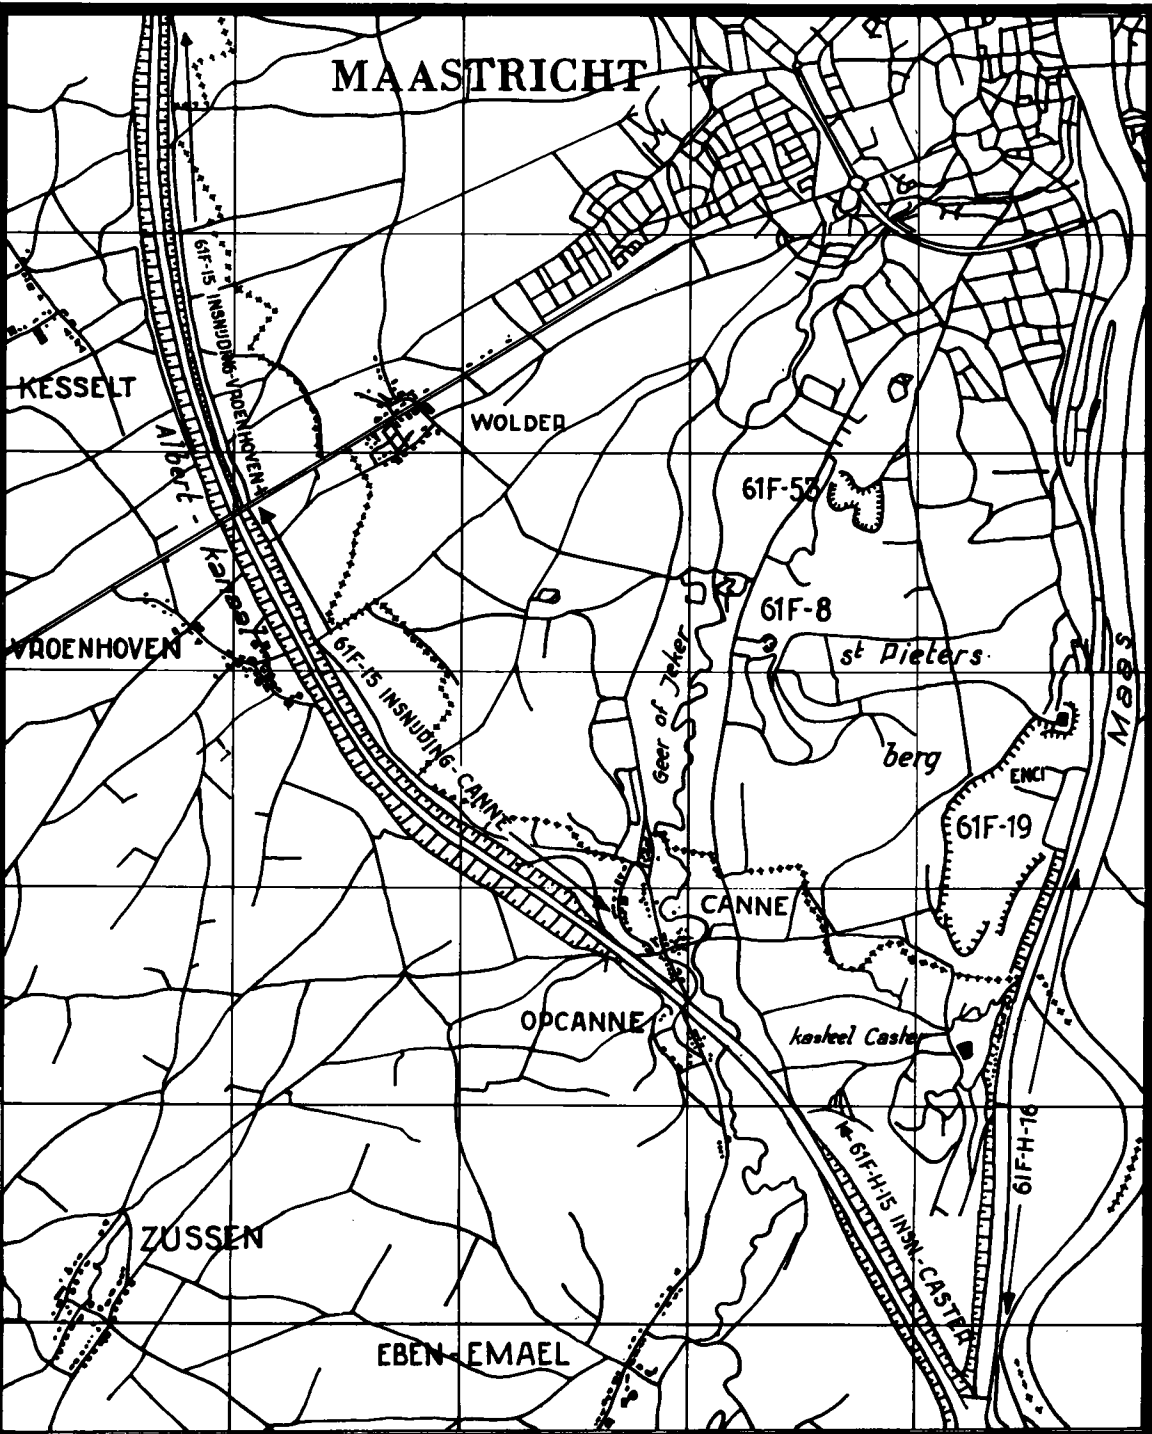 MAASTRICHT
61F-15 INSNIJDING-VROENHOVEN
KESSELT
WOLDER
Albert-
kanaal
61F-53
61F-8
VROENHOVEN
61F-15 INSNIJDING-CANNE
Geer of Jeker
st Pieters-
berg
Maas
ENCI
61F-19
CANNE
OPCANNE
kasteel Caster
61F-H-16
61F-H-15 INSN.-CASTER
ZUSSEN
EBEN-EMAEL